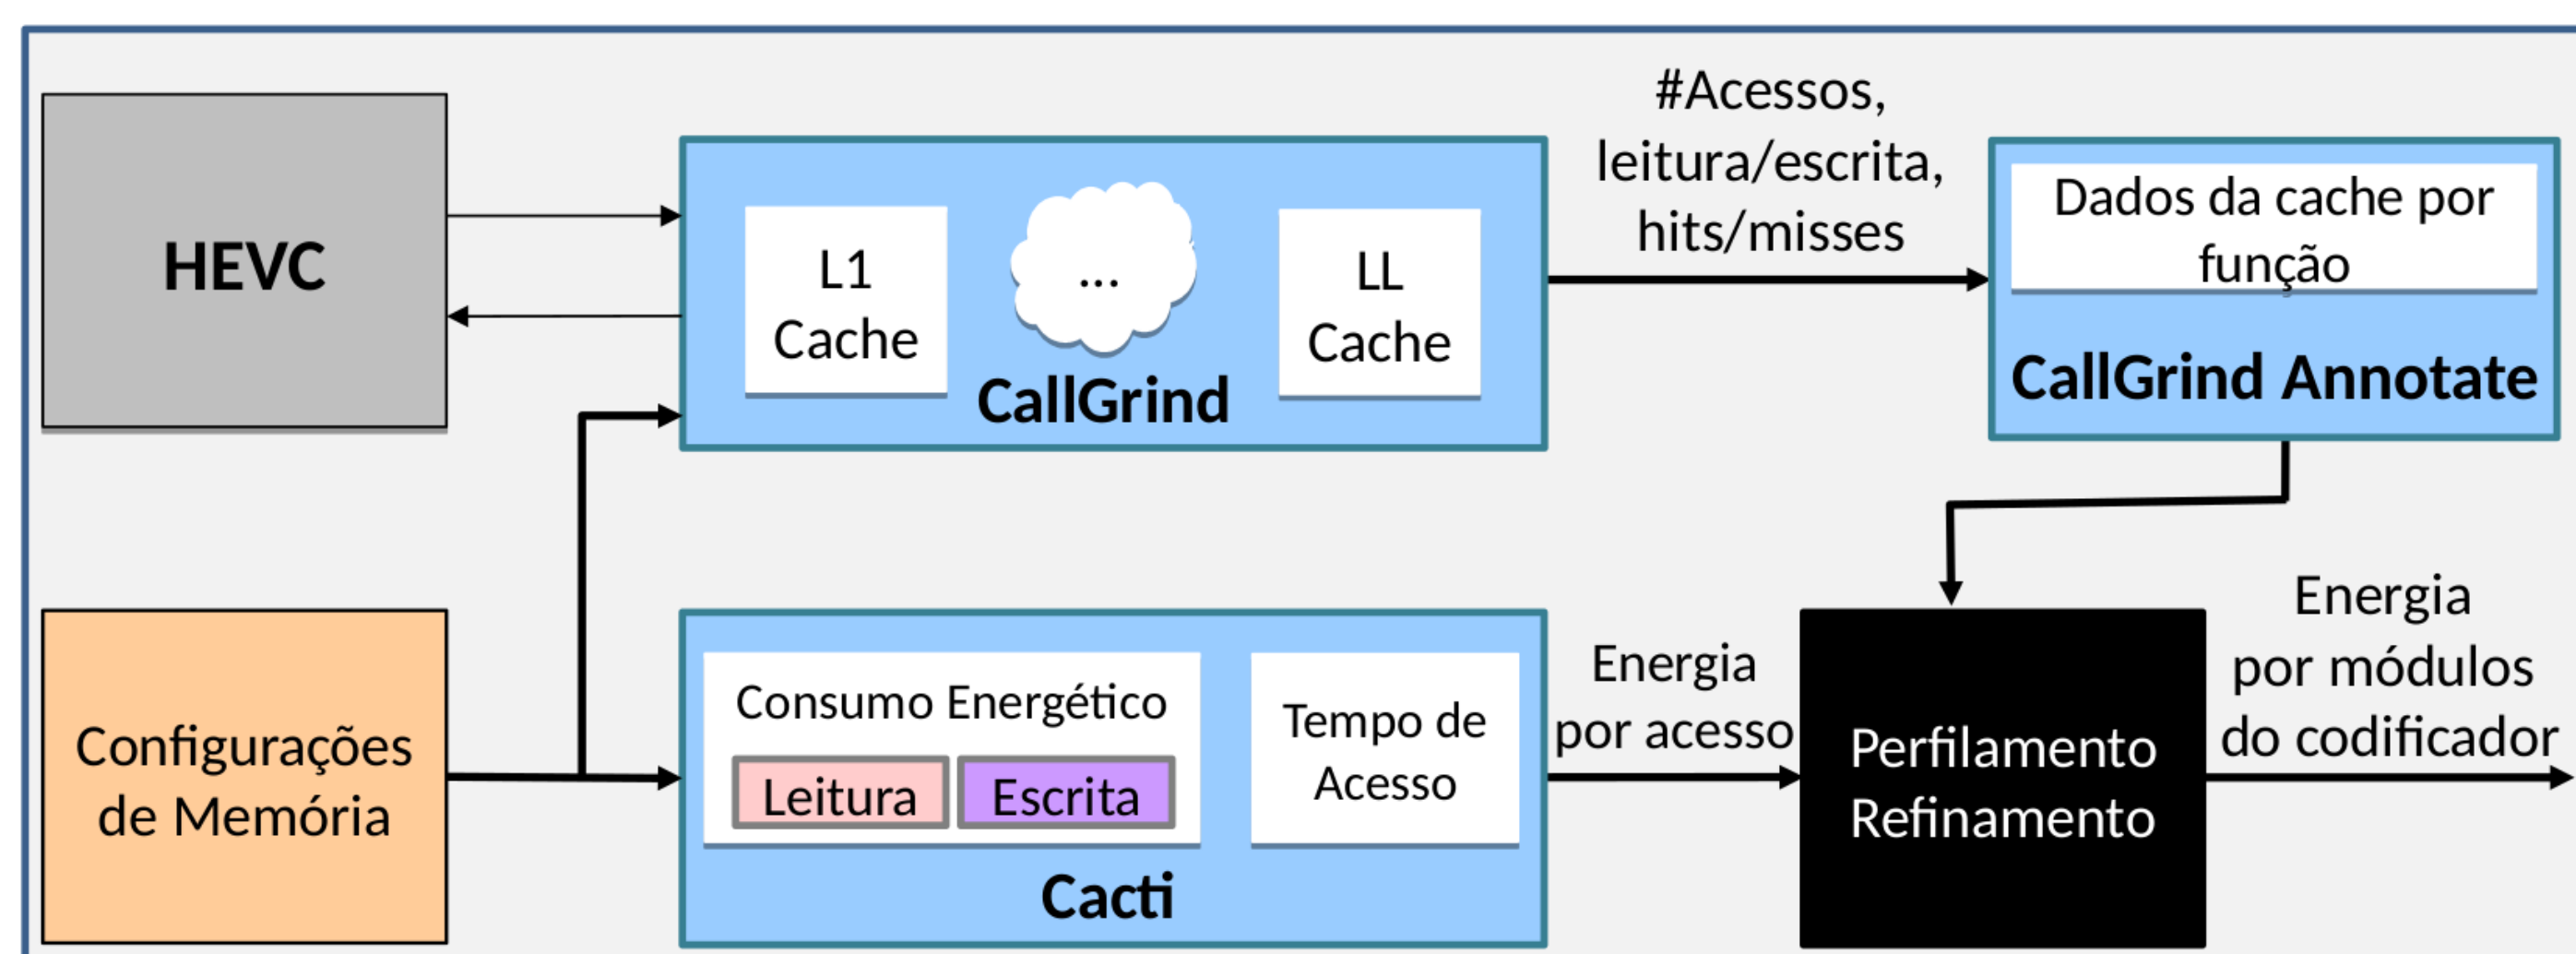 HEVC
L1
Cache
...
LL
Cache
CallGrind
#Acessos,
leitura/escrita,
hits/misses
Dados da cache por
função
CallGrind Annotate
Configurações
de Memória
Consumo Energético
Leitura
Escrita
Tempo de
Acesso
Cacti
Energia
por acesso
Perfilamento
Refinamento
Energia
por módulos
do codificador